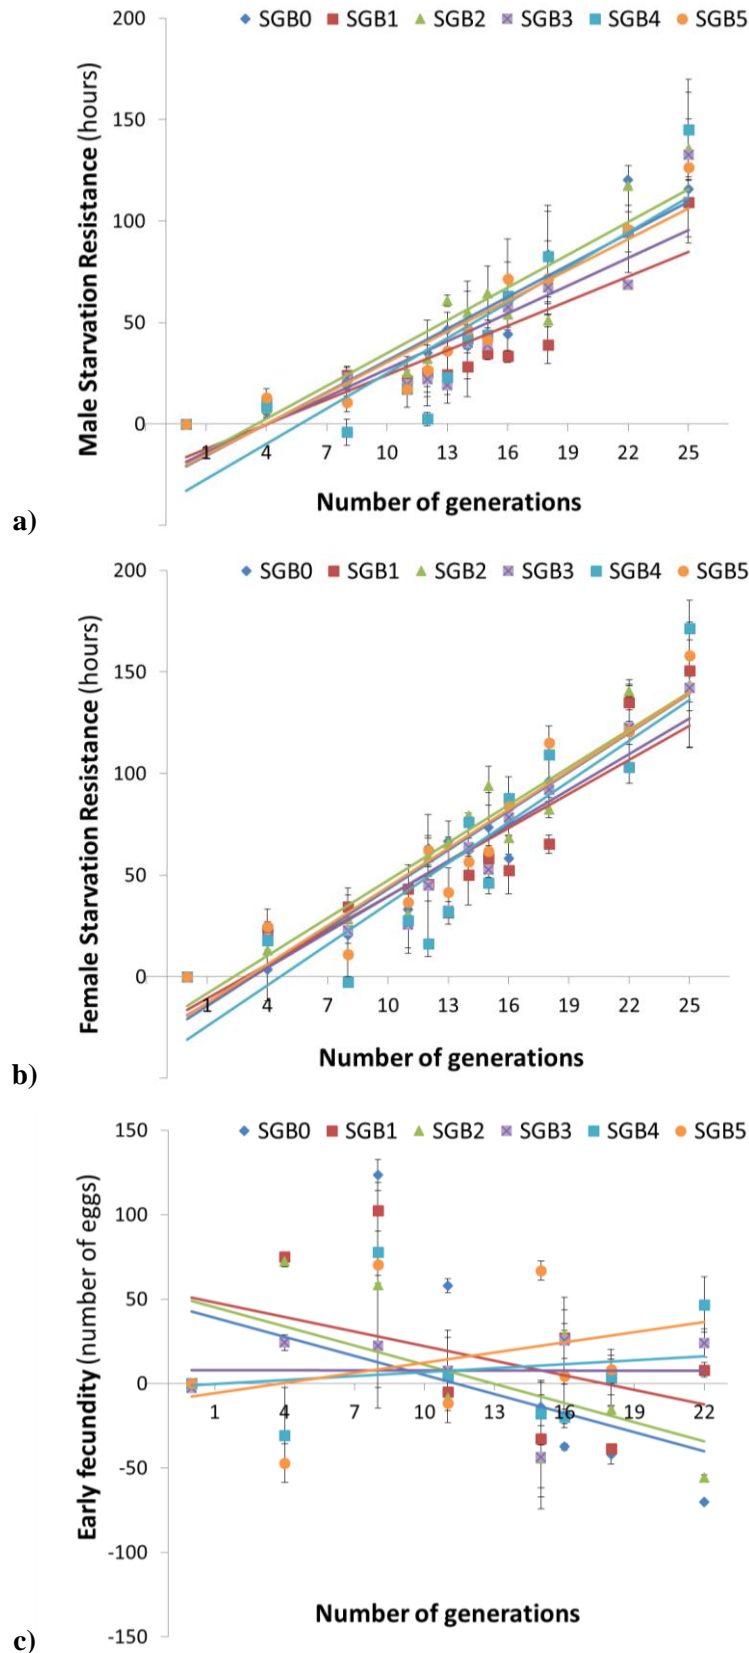 200
SGB0 SGB1 SGB2 SGB3 SGB4 SGB5
150
100
50
0
1 4 7 10 13 16 19 22 25
Male Starvation Resistance (hours)
Number of generations
a)
200
SGB0 SGB1 SGB2 SGB3 SGB4 SGB5
150
100
50
0
1 4 7 10 13 16 19 22 25
Female Starvation Resistance (hours)
Number of generations
b)
150
SGB0 SGB1 SGB2 SGB3 SGB4 SGB5
100
50
0
1 4 7 10 13 16 19 22
-50
-100
-150
Early fecundity (number of eggs)
Number of generations
c)